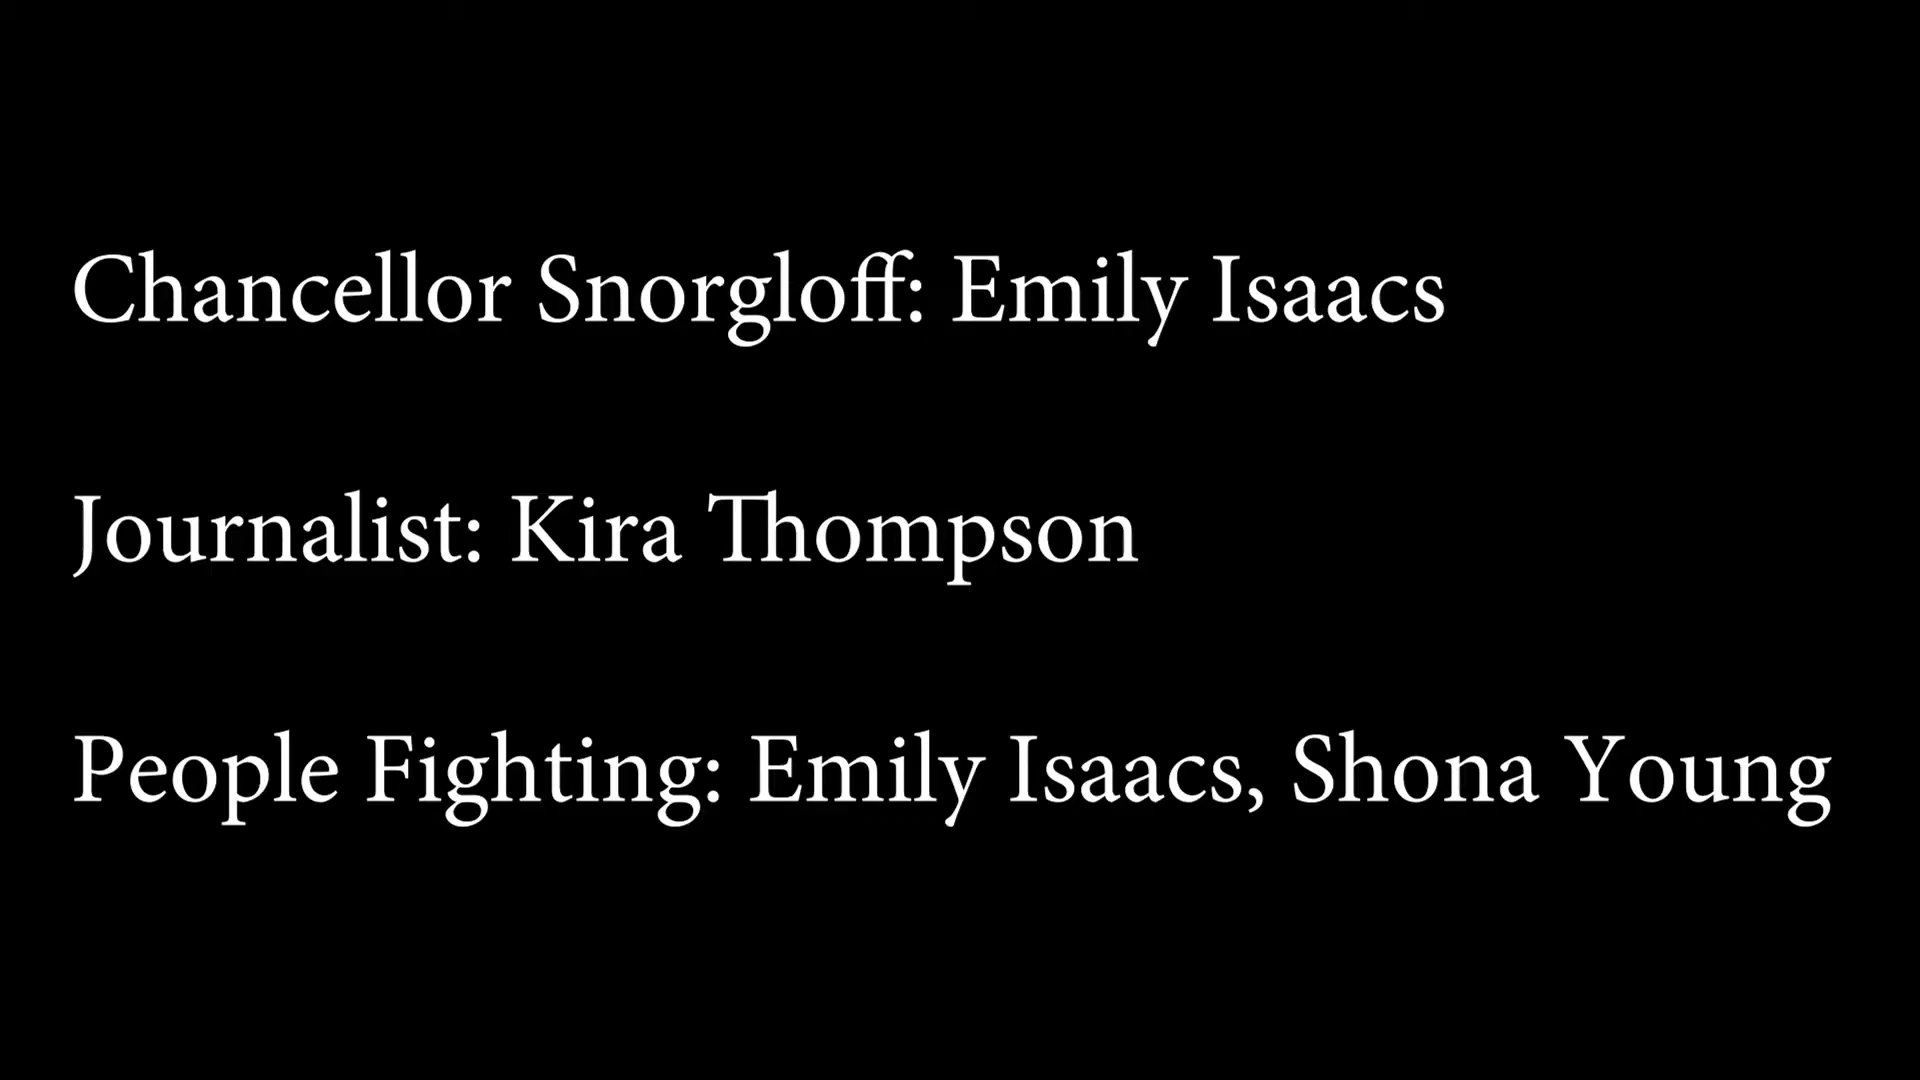 Chancellor Snorgloff: Emily Isaacs
Journalist: Kira Thompson
People Fighting: Emily Isaacs, Shona Young